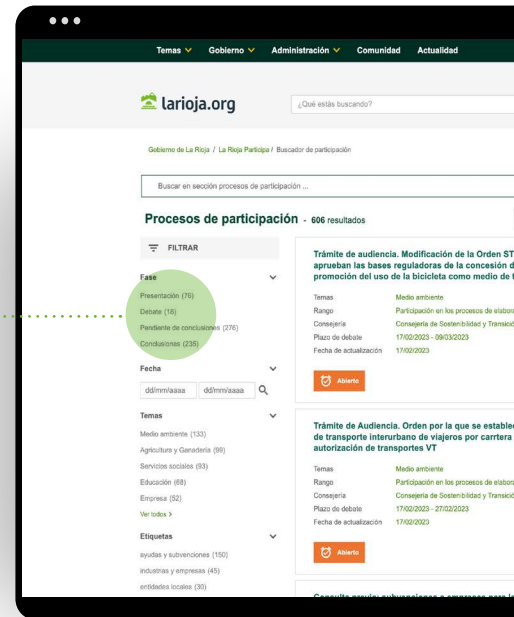 Temas Gobierno Administración Comunidad Actualidad
larioja.org
¿Qué estás buscando?
Gobierno de La Rioja / La Rioja Participa / Buscador de participación
Buscar en sección procesos de participación ...
Procesos de participación - 606 resultados
FILTRAR
Fase
Presentación (75)
Debate (18)
Pendiente de conclusiones (276)
Conclusiones (235)
Fecha
dd/mm/aaaa dd/mm/aaaa
Temas
Medio ambiente (133)
Agricultura y Ganadería (99)
Servicios sociales (93)
Educación (68)
Empresa (52)
Ver todos >
Etiquetas
ayudas y subvenciones (150)
industrias y empresas (45)
entidades locales (30)
Trámite de audiencia. Modificación de la Orden ST
aprueban las bases reguladoras de la concesión d
promoción del uso de la bicicleta como medio de t
Temas Medio ambiente
Rango Participación en los procesos de elabora
Consejería Consejería de Sostenibilidad y Transició
Plazo de debate 17/02/2023 - 09/03/2023
Fecha de actualización 17/02/2023
Abierto
Trámite de Audiencia. Orden por la que se establec
de transporte interurbano de viajeros por carrtera
autorización de transportes VT
Temas Medio ambiente
Rango Participación en los procesos de elabora
Consejería Consejería de Sostenibilidad y Transició
Plazo de debate 17/02/2023 - 27/02/2023
Fecha de actualización 17/02/2023
Abierto